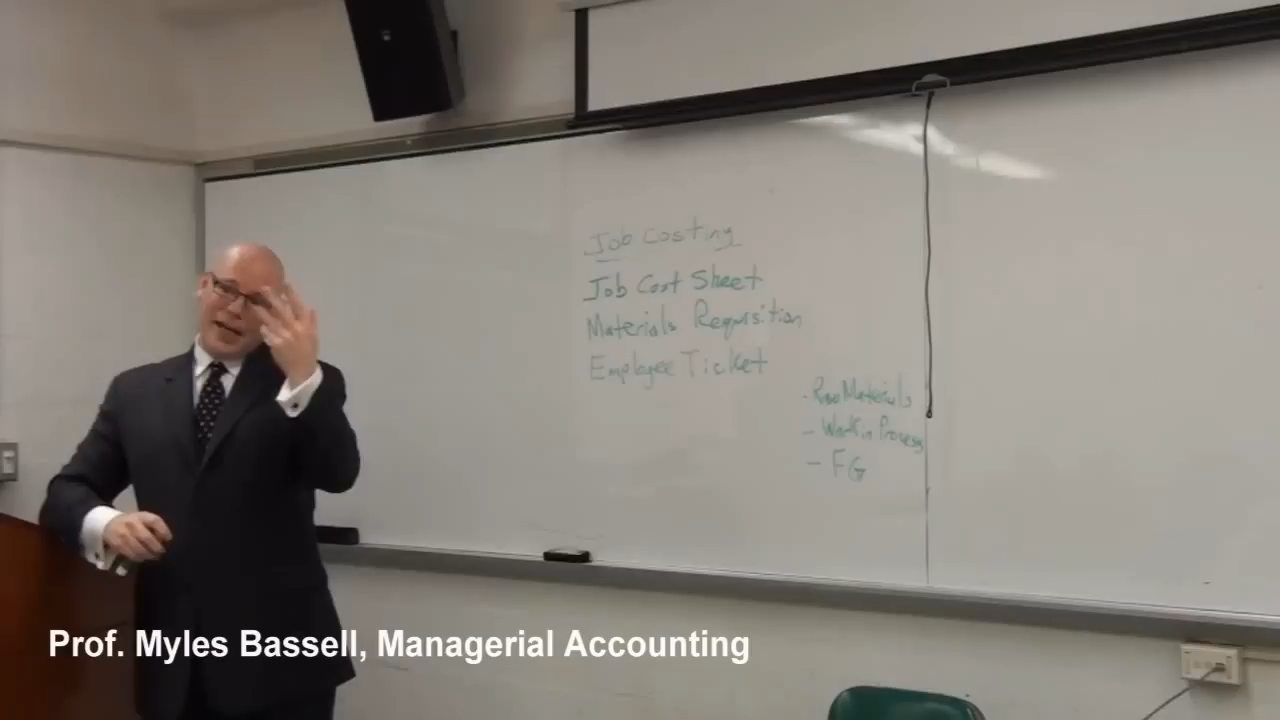 Job Costing
Job Cost Sheet
Materials Requisition
Employee Ticket
- Raw Materials
- Work in Process
- FG
Prof. Myles Bassell, Managerial Accounting